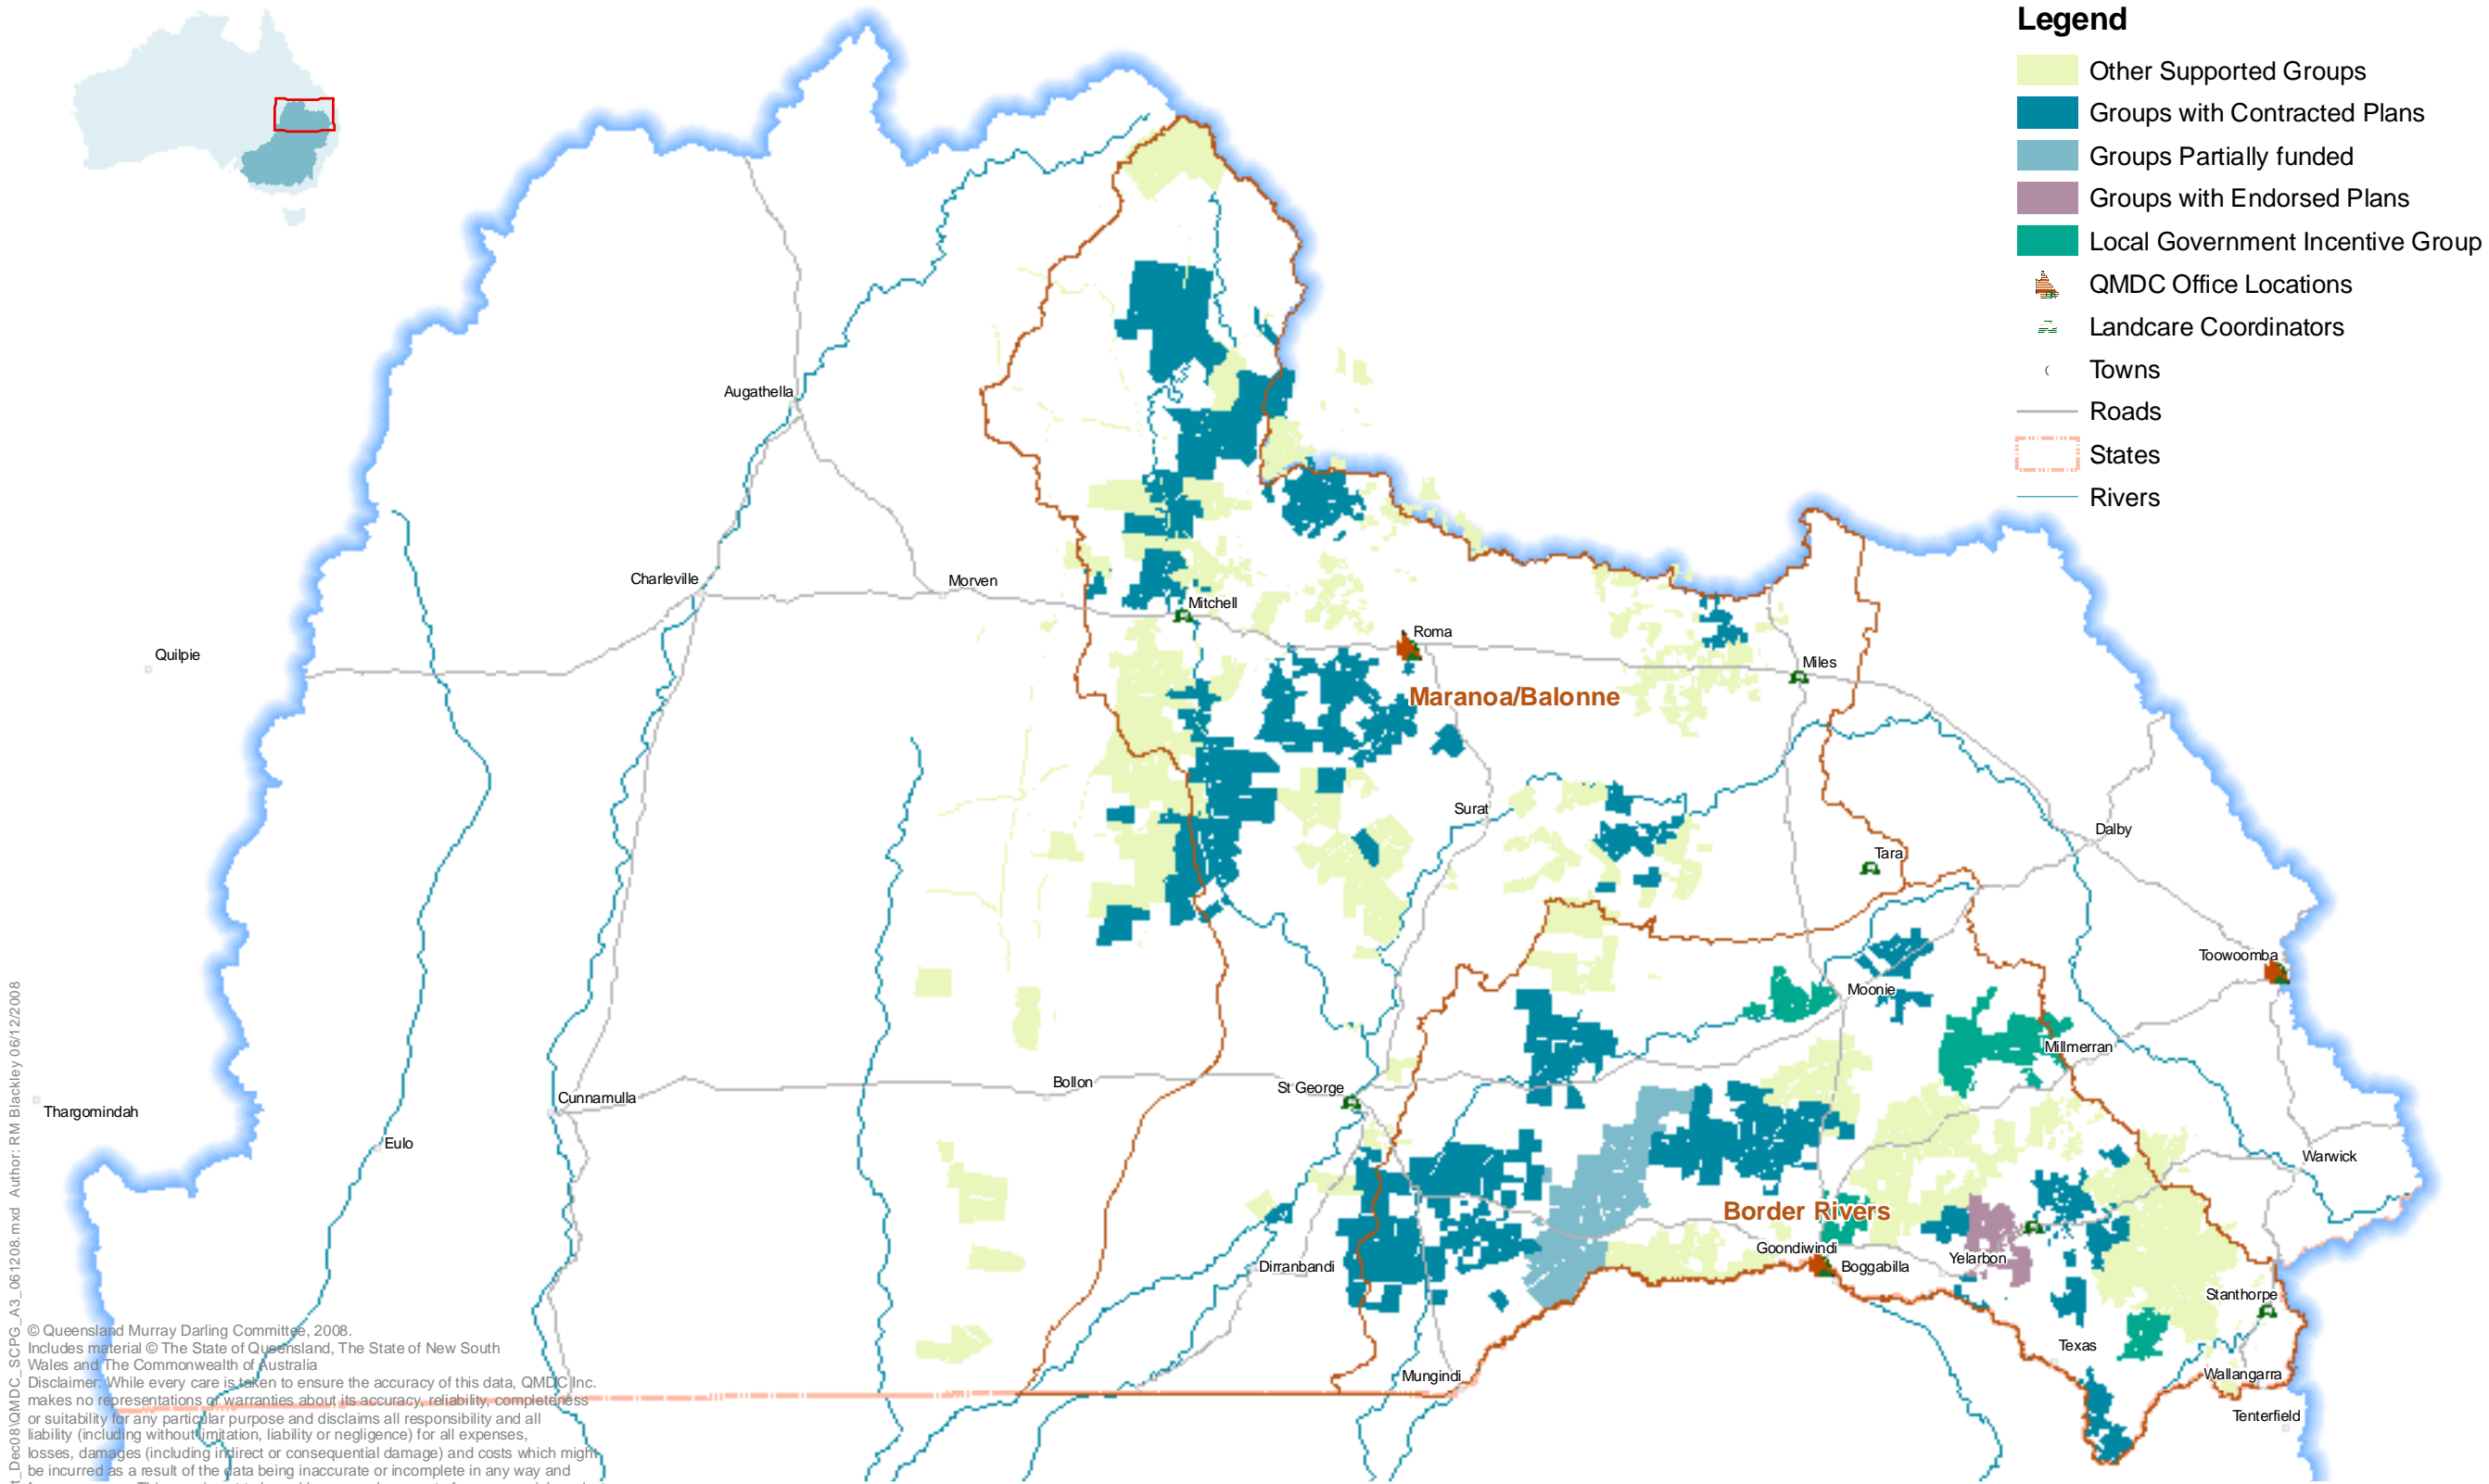 Legend
Other Supported Groups
Groups with Contracted Plans
Groups Partially funded
Groups with Endorsed Plans
Local Government Incentive Group
QMDC Office Locations
Landcare Coordinators
Towns
Roads
States
Rivers
Augathella
Charleville
Morven
Mitchell
Roma
Quilpie
Miles
Maranoa/Balonne
Surat
Dalby
Tara
Toowoomba
Moonie
Millmerran
Bollon
St George
Cunnamulla
Thargomindah
Eulo
Warwick
Border Rivers
Goondiwindi
Yelarbon
Boggabilla
Dirranbandi
Stanthorpe
Texas
Mungindi
Wallangarra
Tenterfield
t_Dec08\QMDC_SCPG_A3_061208.mxd Author: RM Blackley 06/12/2008
© Queensland Murray Darling Committee, 2008.
Includes material © The State of Queensland, The State of New South
Wales and The Commonwealth of Australia
Disclaimer: While every care is taken to ensure the accuracy of this data, QMDC Inc.
makes no representations or warranties about its accuracy, reliability, completeness
or suitability for any particular purpose and disclaims all responsibility and all
liability (including without limitation, liability or negligence) for all expenses,
losses, damages (including indirect or consequential damage) and costs which might
be incurred as a result of the data being inaccurate or incomplete in any way and